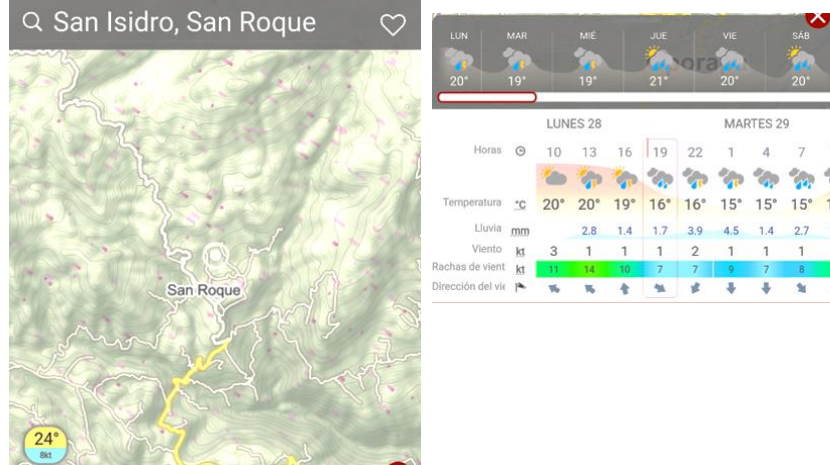 San Isidro, San Roque
San Roque
24°
8kt
LUN MAR MIÉ JUE VIE SÁB
20° 19° 19° 21° 20° 20°
LUNES 28 MARTES 29
Horas 10 13 16 19 22 1 4 7
Temperatura °C 20° 20° 19° 16° 16° 15° 15° 15° 1
Lluvia mm 2.8 1.4 1.7 3.9 4.5 1.4 2.7
Viento kt 3 1 1 1 2 1 1 1
Rachas de vient kt 11 14 10 7 7 9 7 8
Dirección del vie